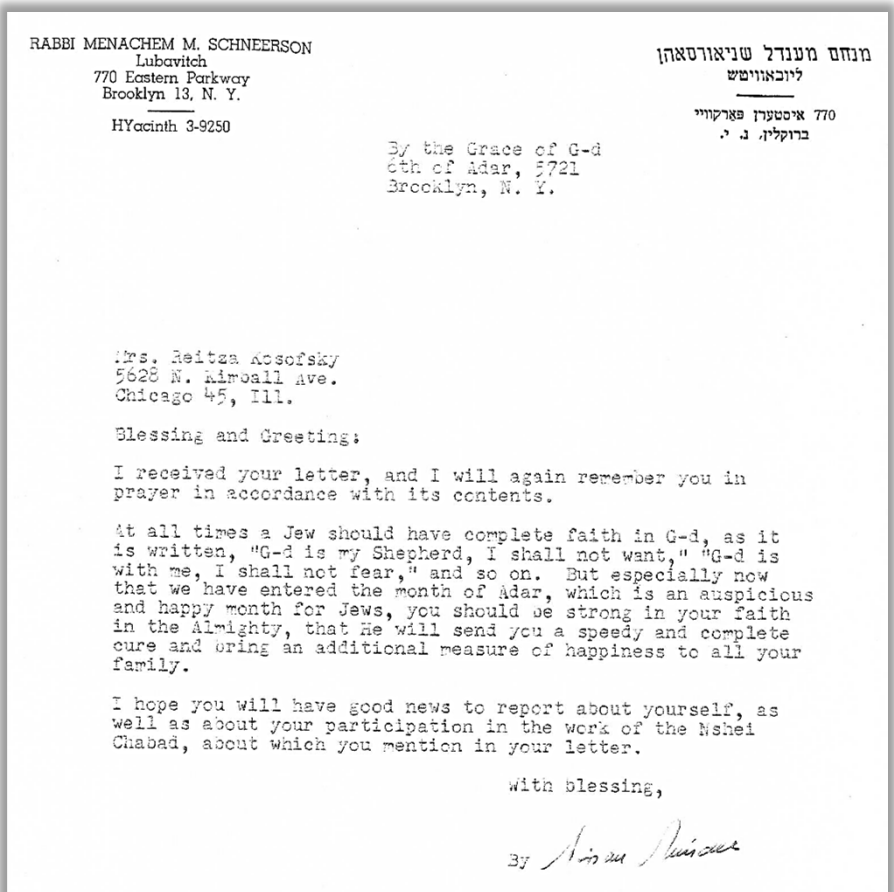 RABBI MENACHEM M. SCHNEERSON
Lubavitch
770 Eastern Parkway
Brooklyn 13, N. Y.
HYacinth 3-9250
מנחם מענדל שניאורסאהן
ליובאוויטש
770 איסטערן פּאַרקוויי
ברוקלין, נ. י.
By the Grace of G-d
6th of Adar, 5721
Brooklyn, N. Y.
Mrs. Reitza Kosofsky
5628 N. Kimball Ave.
Chicago 45, Ill.
Blessing and Greeting:
I received your letter, and I will again remember you in
prayer in accordance with its contents.
At all times a Jew should have complete faith in G-d, as it
is written, "G-d is my Shepherd, I shall not want," "G-d is
with me, I shall not fear," and so on.  But especially now
that we have entered the month of Adar, which is an auspicious
and happy month for Jews, you should be strong in your faith
in the Almighty, that He will send you a speedy and complete
cure and bring an additional measure of happiness to all your
family.
I hope you will have good news to report about yourself, as
well as about your participation in the work of the Nshei
Chabad, about which you mention in your letter.
With blessing,
By